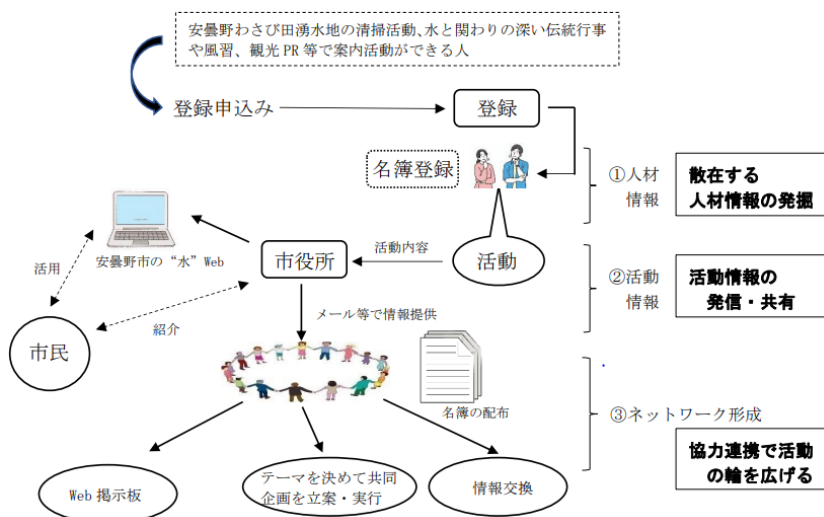 安曇野わさび田湧水地の清掃活動、水と関わりの深い伝統行事
や風習、観光 PR 等で案内活動ができる人
登録申込み
登録
名簿登録
①人材
情報
散在する
人材情報の発掘
安曇野市の“水”Web
活用
市役所
活動内容
活動
②活動
情報
活動情報の
発信・共有
紹介
メール等で情報提供
市民
名簿の配布
③ネットワーク形成
協力連携で活動
の輪を広げる
Web 掲示板
テーマを決めて共同
企画を立案・実行
情報交換